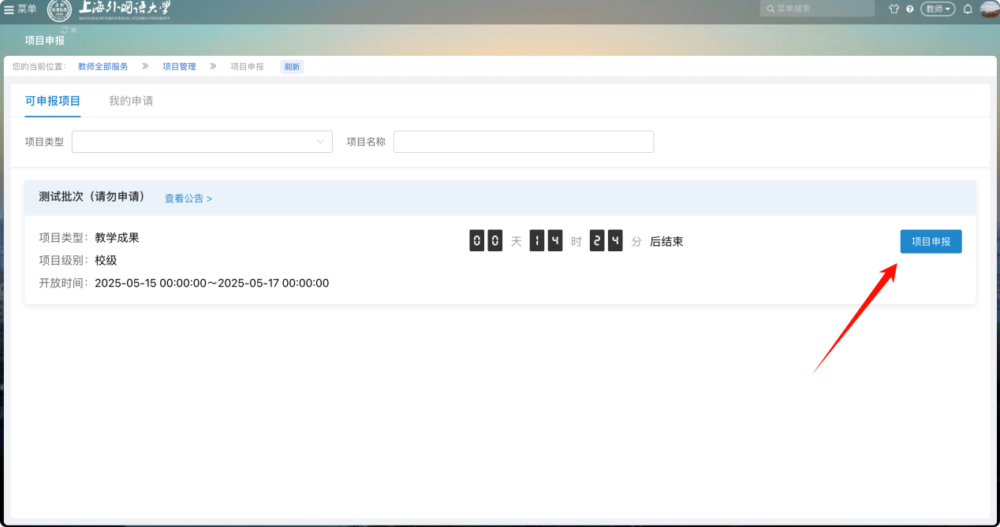 菜单
上海外国语大学
SHANGHAI INTERNATIONAL STUDIES UNIVERSITY
菜单搜索
教师
项目申报
您的当前位置： 教师全部服务 » 项目管理 » 项目申报 刷新
可申报项目 我的申请
项目类型 项目名称
测试批次（请勿申请） 查看公告 >
项目类型：教学成果
00 天 14 时 24 分 后结束
项目申报
项目级别：校级
开放时间：2025-05-15 00:00:00～2025-05-17 00:00:00